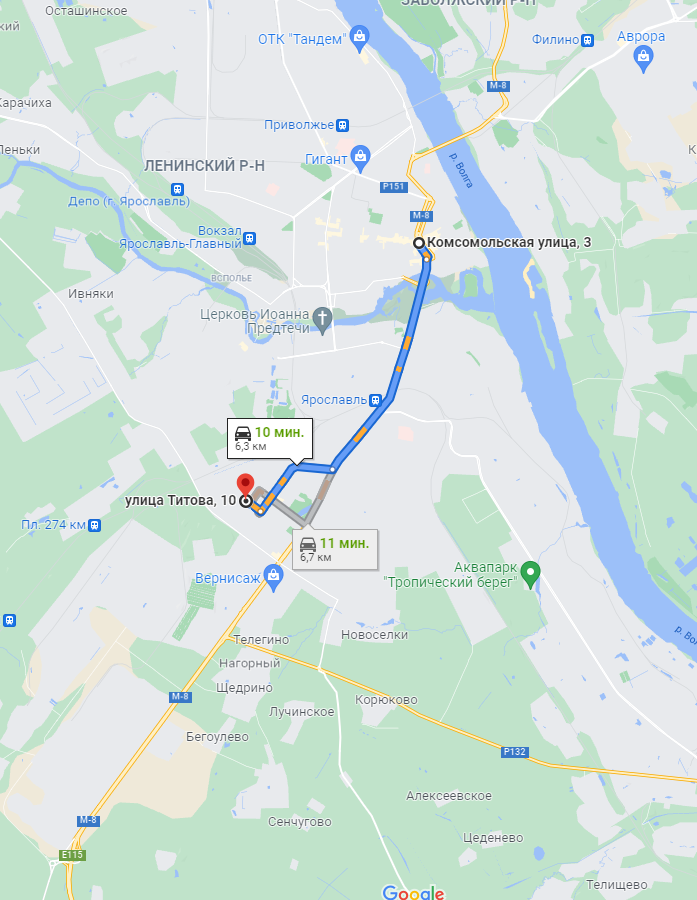 ЗАВОЛЖСКИЙ Р-Н
Осташинское
ОТК "Тандем"
Филино
Аврора
М-8
Карачиха
Приволжье
Леньки
Гигант
ЛЕНИНСКИЙ Р-Н
р. Волга
Р151
Депо (г. Ярославль)
М-8
Вокзал
Ярославль-Главный
Комсомольская улица, 3
ВСПОЛЬЕ
Ивняки
Церковь Иоанна
Предтечи
Ярославль
10 мин.
6,3 км
улица Титова, 10
Пл. 274 км
11 мин.
6,7 км
Аквапарк
"Тропический берег"
Вернисаж
Телегино
Новоселки
Нагорный
Щедрино
М-8
Корюково
Лучинское
Бегоулево
Р132
Алексеевское
М-8
Сенчугово
Цеденево
E115
Телищево
Google